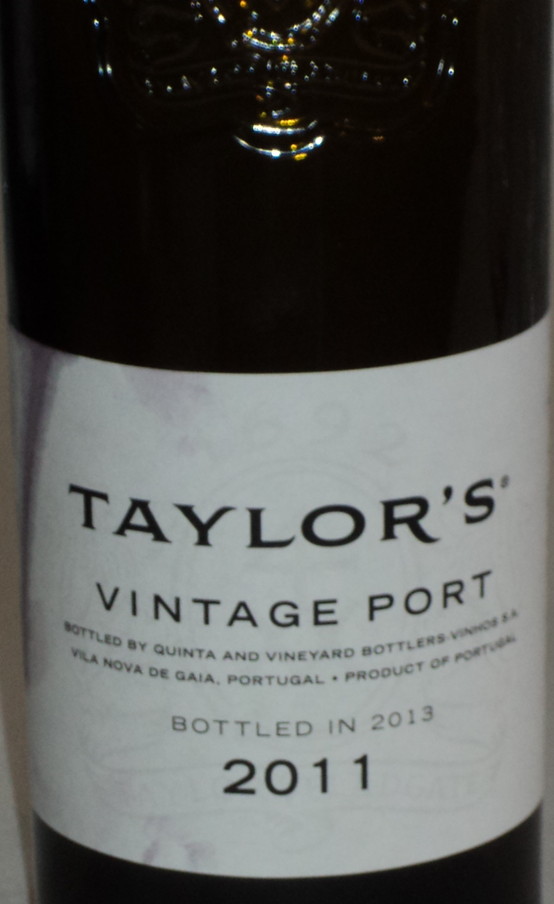 1692
TAYLOR'S®
VINTAGE PORT
BOTTLED BY QUINTA AND VINEYARD BOTTLERS-VINHOS S.A.
VILA NOVA DE GAIA, PORTUGAL • PRODUCT OF PORTUGAL
BOTTLED IN 2013
2011